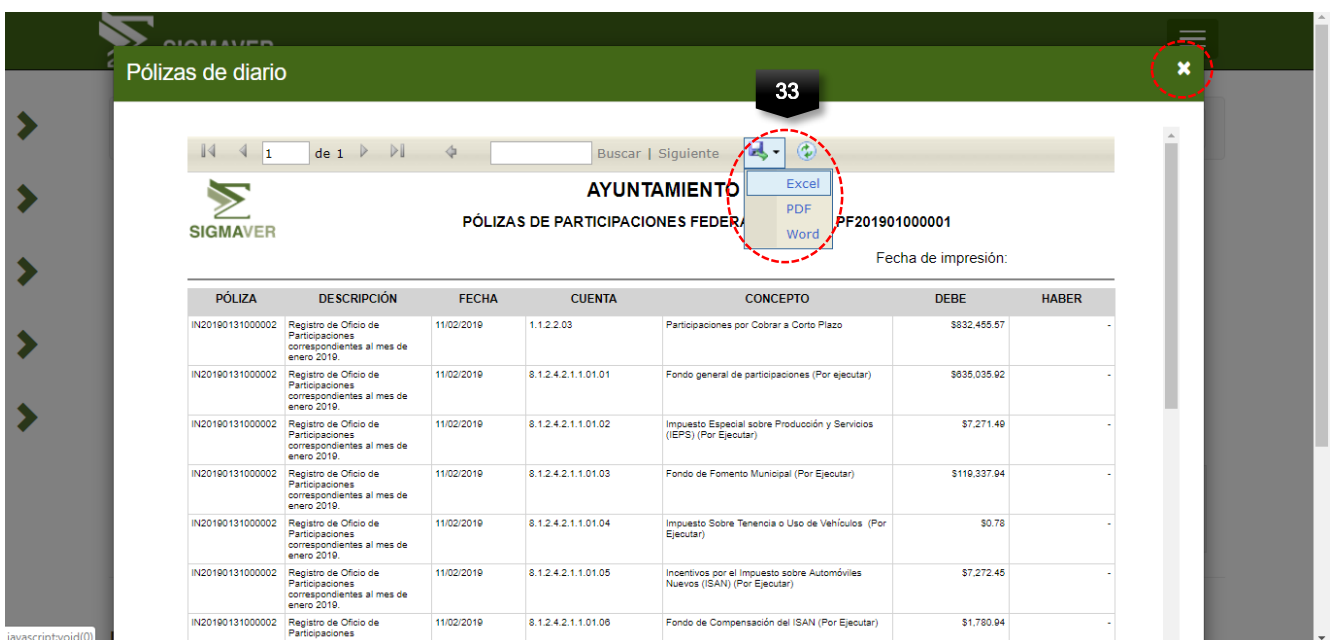 SIGMAVER
Pólizas de diario
33
1 de 1 Buscar | Siguiente
Excel
PDF
Word
SIGMAVER
AYUNTAMIENTO
PÓLIZAS DE PARTICIPACIONES PF201901000001
Fecha de impresión:
PÓLIZA DESCRIPCIÓN FECHA CUENTA CONCEPTO DEBE HABER
IN20190131000002 Registro de Oficio de 11/02/2019 1.1.2.2.03 Participaciones por Cobrar a Corto Plazo $832,455.57 -
Participaciones
correspondientes al mes de
enero 2019.
IN20190131000002 Registro de Oficio de 11/02/2019 8.1.2.4.2.1.1.01.01 Fondo general de participaciones (Por ejecutar) $635,035.92 -
Participaciones
correspondientes al mes de
enero 2019.
IN20190131000002 Registro de Oficio de 11/02/2019 8.1.2.4.2.1.1.01.02 Impuesto Especial sobre Producción y Servicios $7,271.49 -
Participaciones (IEPS) (Por Ejecutar)
correspondientes al mes de
enero 2019.
IN20190131000002 Registro de Oficio de 11/02/2019 8.1.2.4.2.1.1.01.03 Fondo de Fomento Municipal (Por Ejecutar) $119,337.94 -
Participaciones
correspondientes al mes de
enero 2019.
IN20190131000002 Registro de Oficio de 11/02/2019 8.1.2.4.2.1.1.01.04 Impuesto Sobre Tenencia o Uso de Vehículos (Por $0.78 -
Participaciones Ejecutar)
correspondientes al mes de
enero 2019.
IN20190131000002 Registro de Oficio de 11/02/2019 8.1.2.4.2.1.1.01.05 Incentivos por el Impuesto sobre Automóviles $7,272.45 -
Participaciones Nuevos (ISAN) (Por Ejecutar)
correspondientes al mes de
enero 2019.
IN20190131000002 Registro de Oficio de 11/02/2019 8.1.2.4.2.1.1.01.06 Fondo de Compensación del ISAN (Por Ejecutar) $1,780.94 -
Participaciones
javascript:void(0)